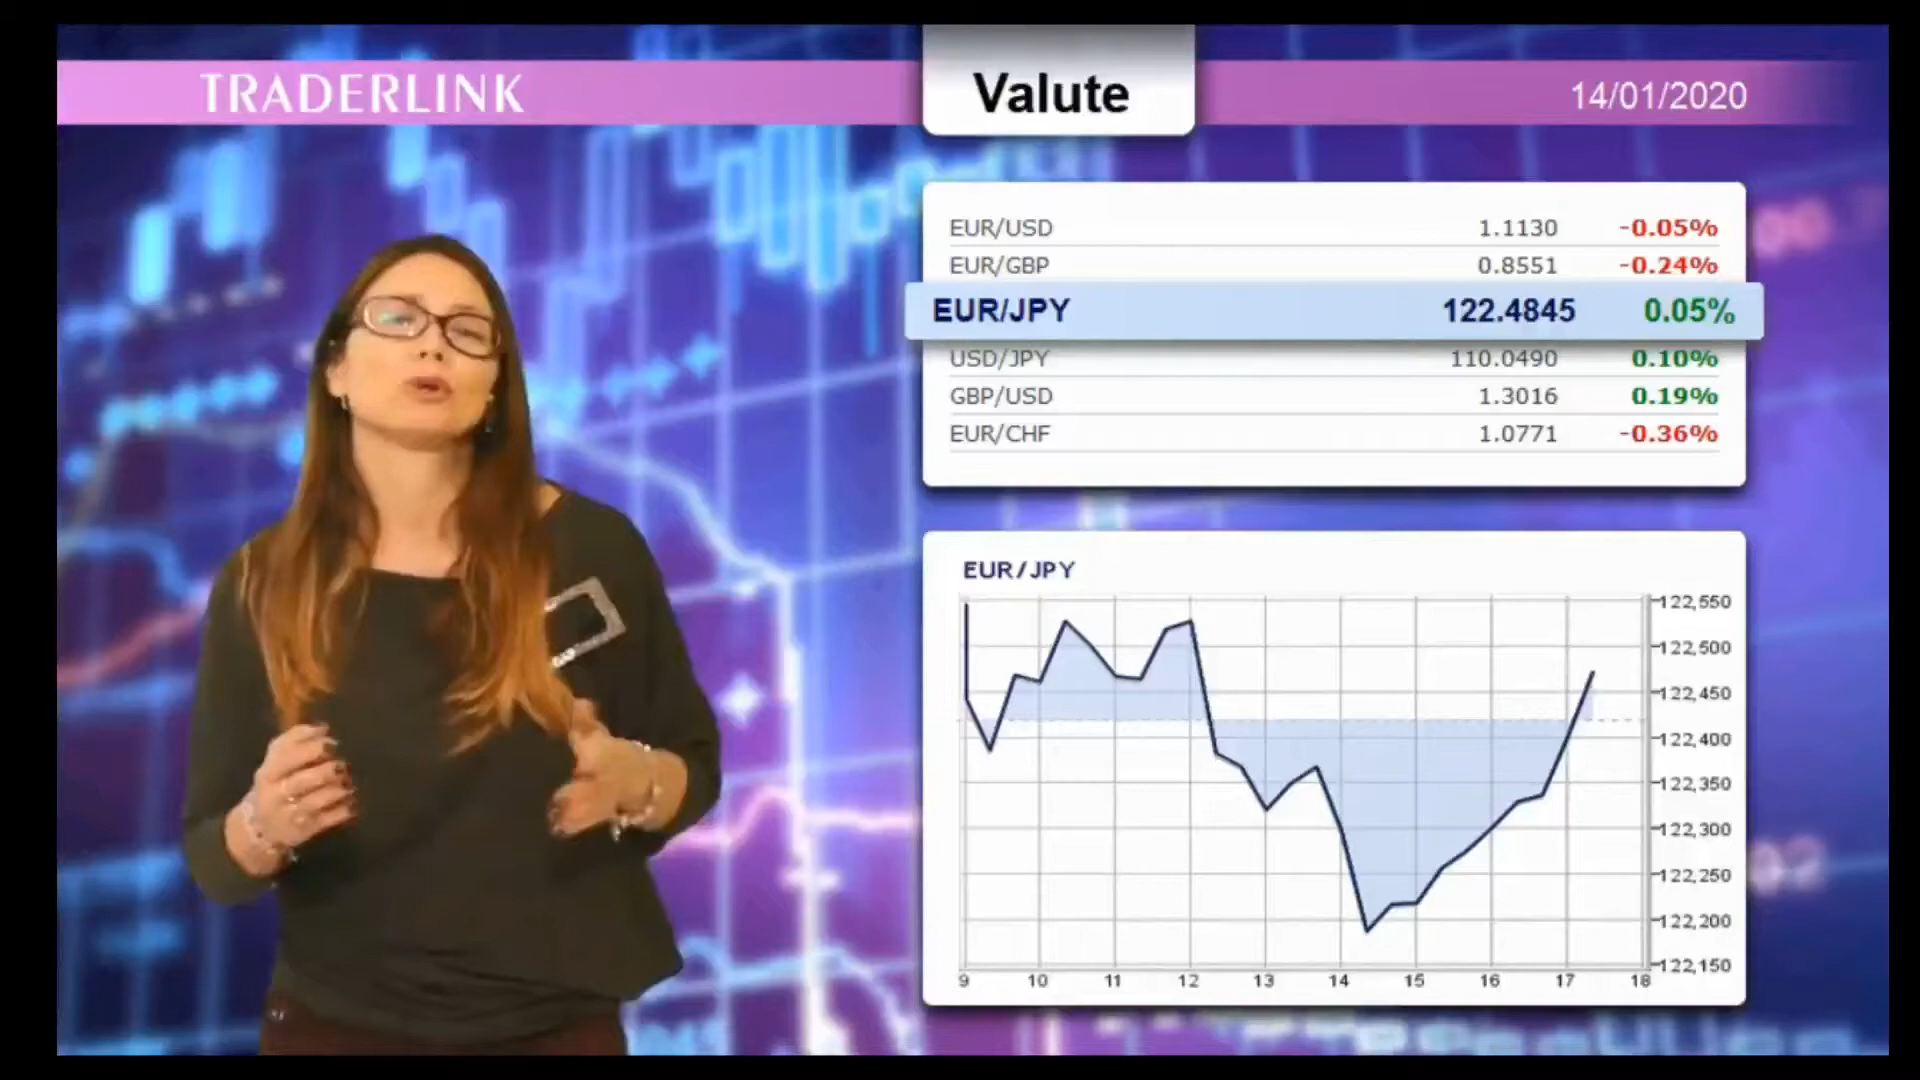 TRADERLINK
Valute
14/01/2020
EUR/USD 1.1130 -0.05%
EUR/GBP 0.8551 -0.24%
EUR/JPY 122.4845 0.05%
USD/JPY 110.0490 0.10%
GBP/USD 1.3016 0.19%
EUR/CHF 1.0771 -0.36%
EUR/JPY
122,550
122,500
122,450
122,400
122,350
122,300
122,250
122,200
122,150
9 10 11 12 13 14 15 16 17 18